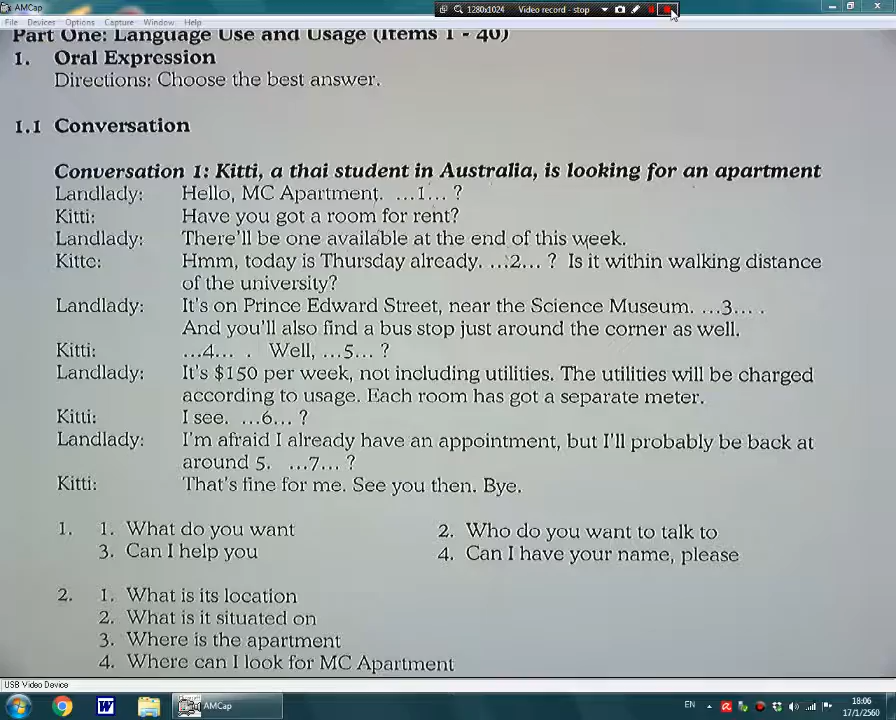 AMCap
1280x1024 Video record - stop
File Devices Options Capture Window Help
Part One: Language Use and Usage (Items 1 - 40)
1. Oral Expression
Directions: Choose the best answer.
1.1 Conversation
Conversation 1: Kitti, a thai student in Australia, is looking for an apartment
Landlady: Hello, MC Apartment. ...1... ?
Kitti: Have you got a room for rent?
Landlady: There'll be one available at the end of this week.
Kitte: Hmm, today is Thursday already. ...2... ? Is it within walking distance
of the university?
Landlady: It's on Prince Edward Street, near the Science Museum. ...3... .
And you'll also find a bus stop just around the corner as well.
Kitti: ...4... . Well, ...5... ?
Landlady: It's $150 per week, not including utilities. The utilities will be charged
according to usage. Each room has got a separate meter.
Kitti: I see. ...6... ?
Landlady: I'm afraid I already have an appointment, but I'll probably be back at
around 5. ...7... ?
Kitti: That's fine for me. See you then. Bye.
1. 1. What do you want 2. Who do you want to talk to
3. Can I help you 4. Can I have your name, please
2. 1. What is its location
2. What is it situated on
3. Where is the apartment
4. Where can I look for MC Apartment
USB Video Device
AMCap
EN
18:06
17/1/2560